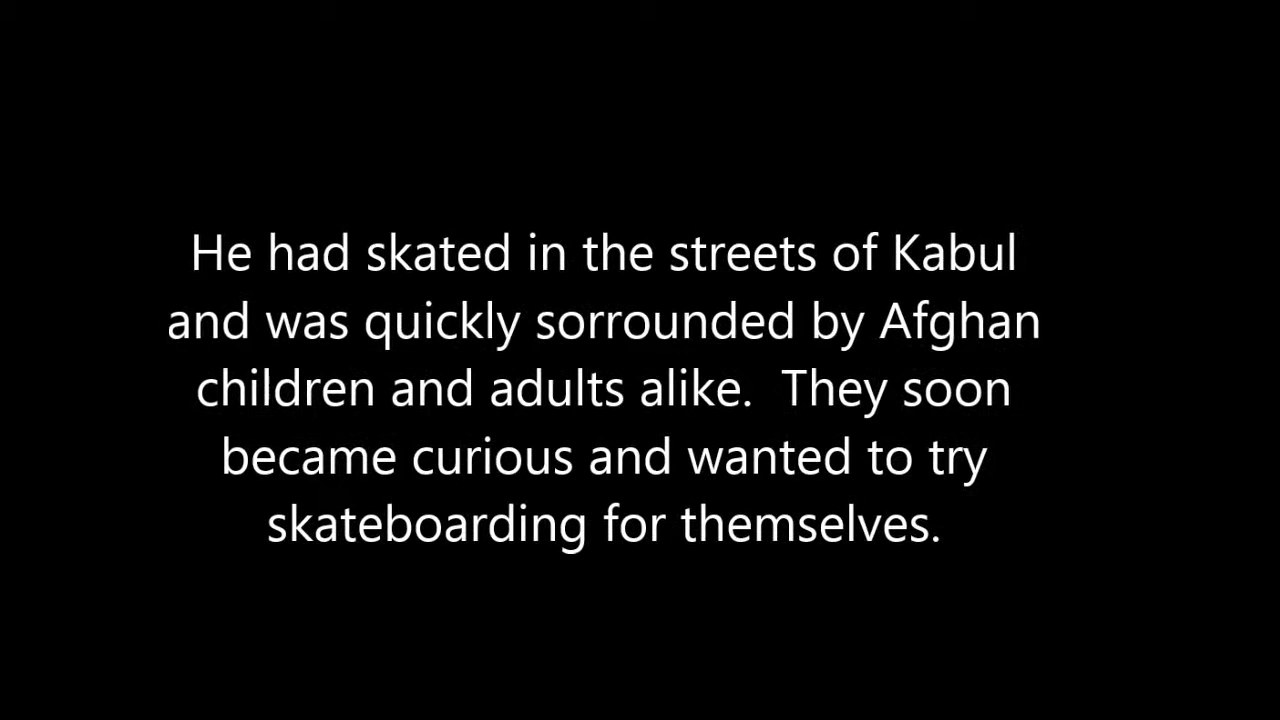 He had skated in the streets of Kabul
and was quickly sorrounded by Afghan
children and adults alike.  They soon
became curious and wanted to try
skateboarding for themselves.